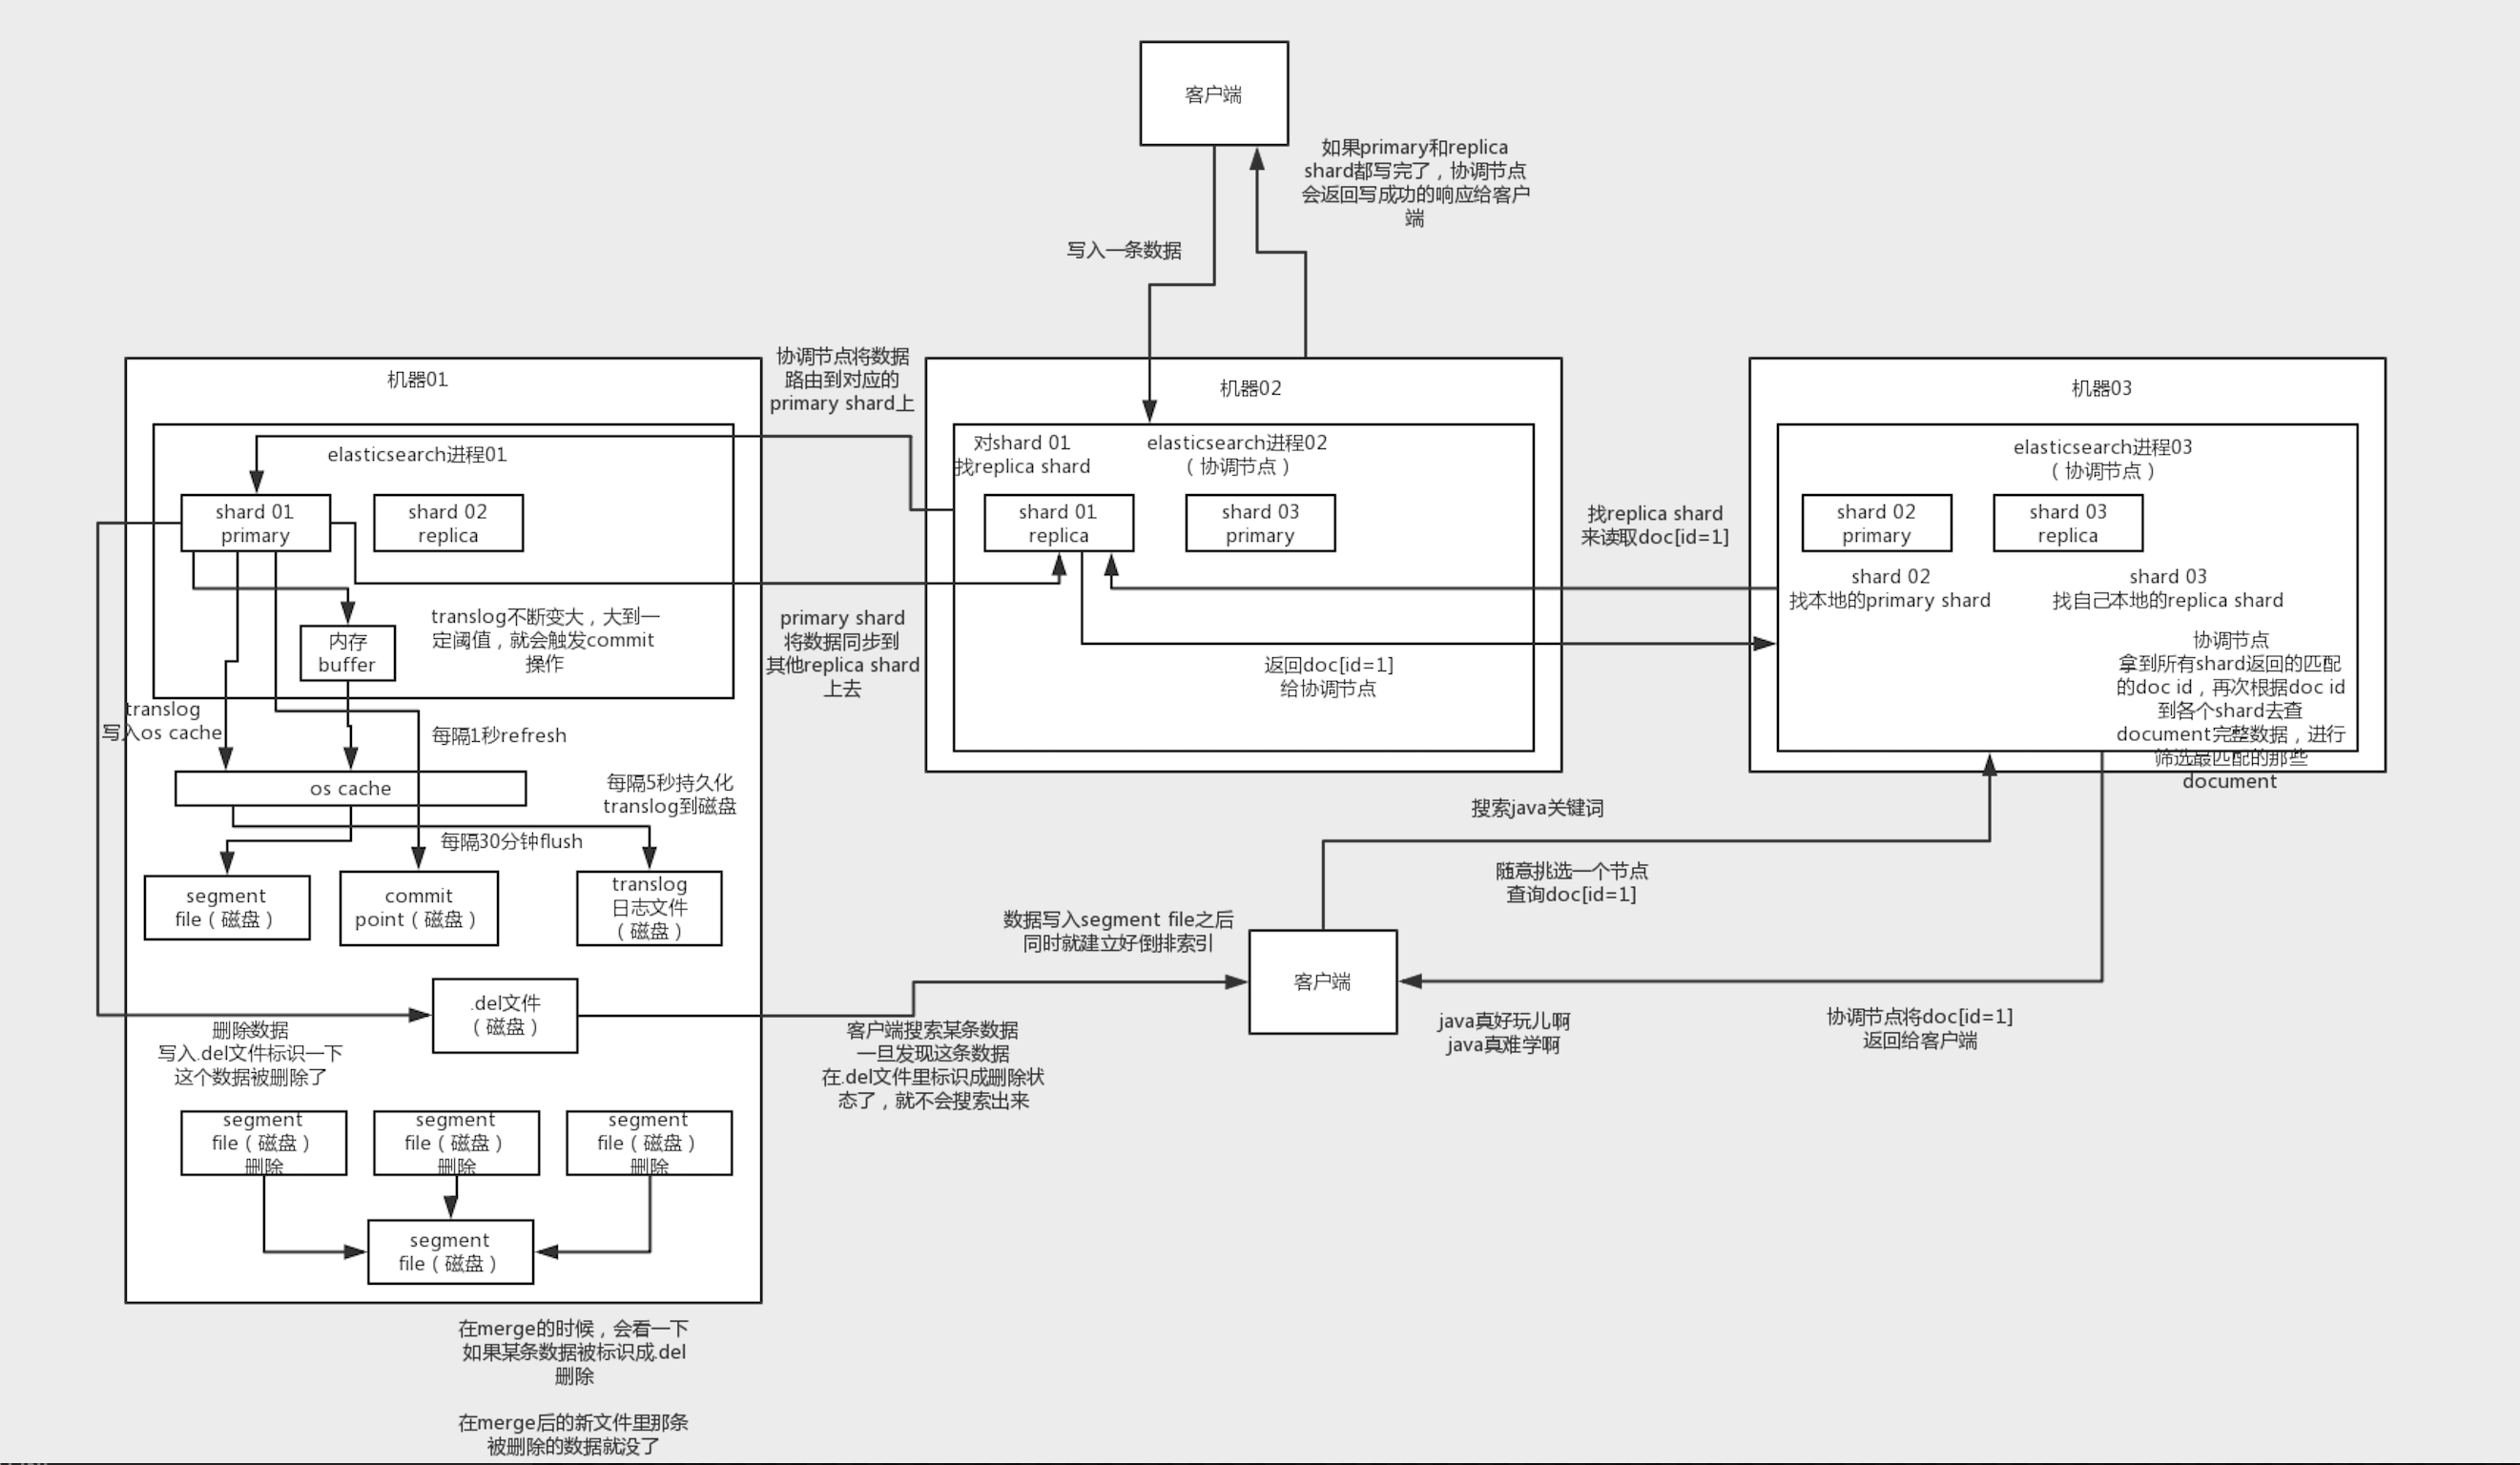 客户端
如果primary和replica
shard都写完了，协调节点
会返回写成功的响应给客户
端
写入一条数据
协调节点将数据
路由到对应的
primary shard上
机器01
elasticsearch进程01
shard 01
primary
shard 02
replica
内存
buffer
translog不断变大，大到一
定阈值，就会触发commit
操作
translog
写入os cache
每隔1秒refresh
os cache
每隔5秒持久化
translog到磁盘
每隔30分钟flush
segment
file（磁盘）
commit
point（磁盘）
translog
日志文件
（磁盘）
.del文件
（磁盘）
删除数据
写入.del文件标识一下
这个数据被删除了
segment
file（磁盘）
删除
segment
file（磁盘）
删除
segment
file（磁盘）
删除
segment
file（磁盘）
在merge的时候，会看一下
如果某条数据被标识成.del
删除
在merge后的新文件里那条
被删除的数据就没了
primary shard
将数据同步到
其他replica shard
上去
机器02
对shard 01
找replica shard
elasticsearch进程02
（协调节点）
shard 01
replica
shard 03
primary
返回doc[id=1]
给协调节点
找replica shard
来读取doc[id=1]
机器03
elasticsearch进程03
（协调节点）
shard 02
primary
shard 03
replica
shard 02
找本地的primary shard
shard 03
找自己本地的replica shard
协调节点
拿到所有shard返回的匹配
的doc id，再次根据doc id
到各个shard去查
document完整数据，进行
筛选最匹配的那些
document
搜索java关键词
随意挑选一个节点
查询doc[id=1]
数据写入segment file之后
同时就建立好倒排索引
客户端
客户端搜索某条数据
一旦发现这条数据
在.del文件里标识成删除状
态了，就不会搜索出来
java真好玩儿啊
java真难学啊
协调节点将doc[id=1]
返回给客户端